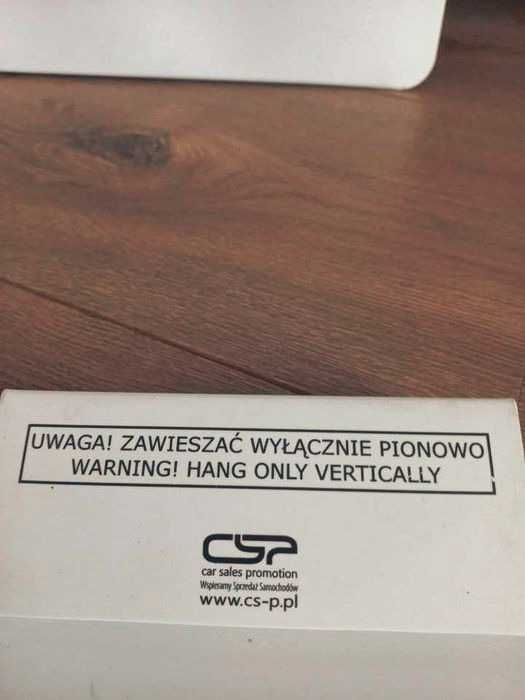 UWAGA! ZAWIESZAĆ WYŁĄCZNIE PIONOWO
WARNING! HANG ONLY VERTICALLY
CSP
car sales promotion
Wspieramy Sprzedaż Samochodów
www.cs-p.pl